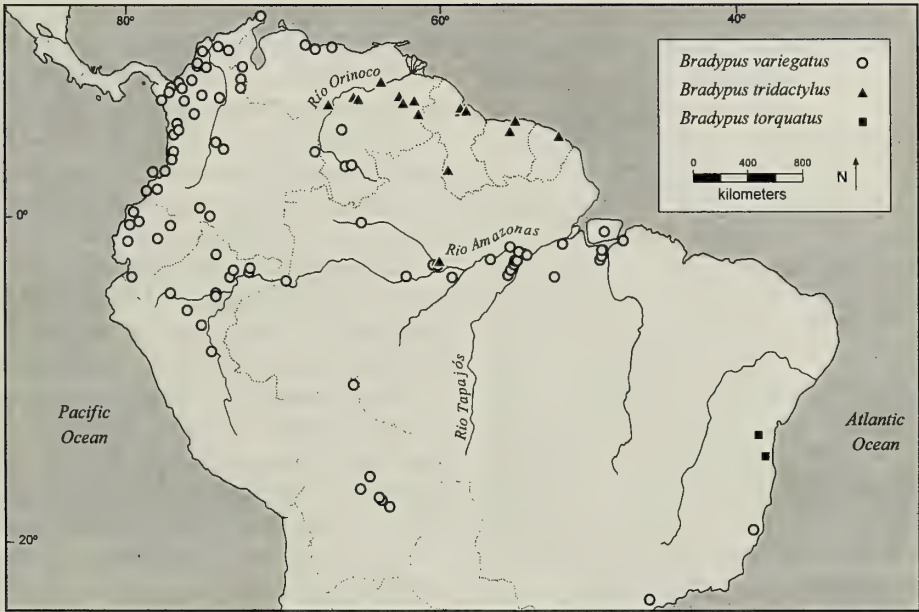 80°
60°
40°
Bradypus variegatus
Bradypus tridactylus
Bradypus torquatus
0 400 800
kilometers
N
Río Orinoco
0°
Rio Amazonas
Rio Tapajós
Pacific
Ocean
Atlantic
Ocean
20°